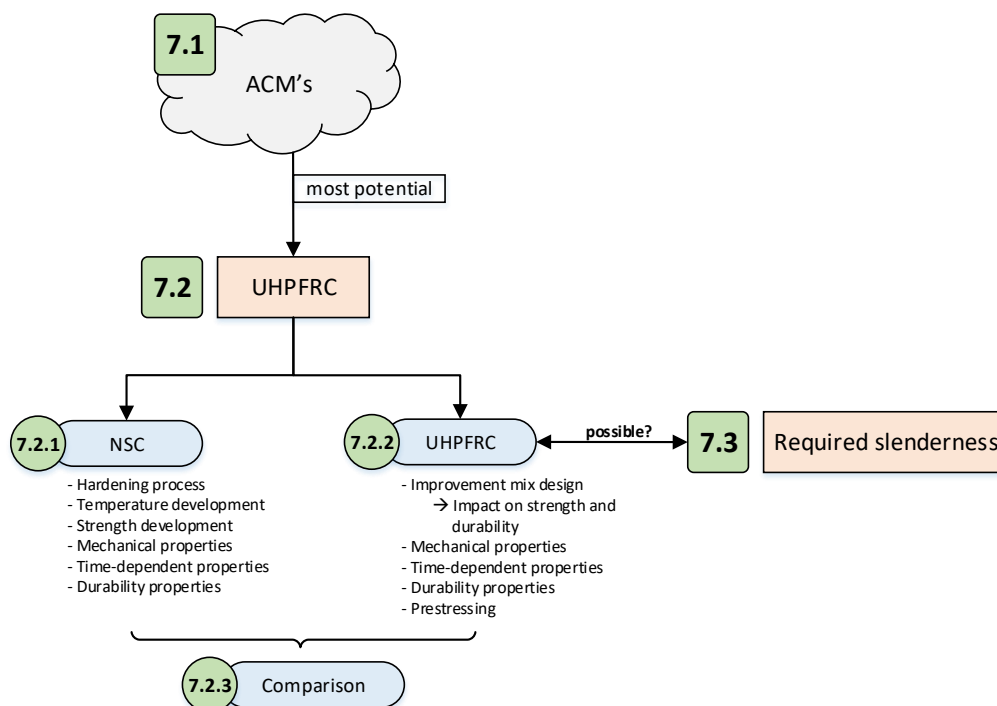 7.1
ACM's
most potential
7.2
UHPFRC
7.2.1
NSC
- Hardening process
- Temperature development
- Strength development
- Mechanical properties
- Time-dependent properties
- Durability properties
7.2.2
UHPFRC
- Improvement mix design
→ Impact on strength and
durability
- Mechanical properties
- Time-dependent properties
- Durability properties
- Prestressing
possible?
7.3
Required slenderness
7.2.3
Comparison